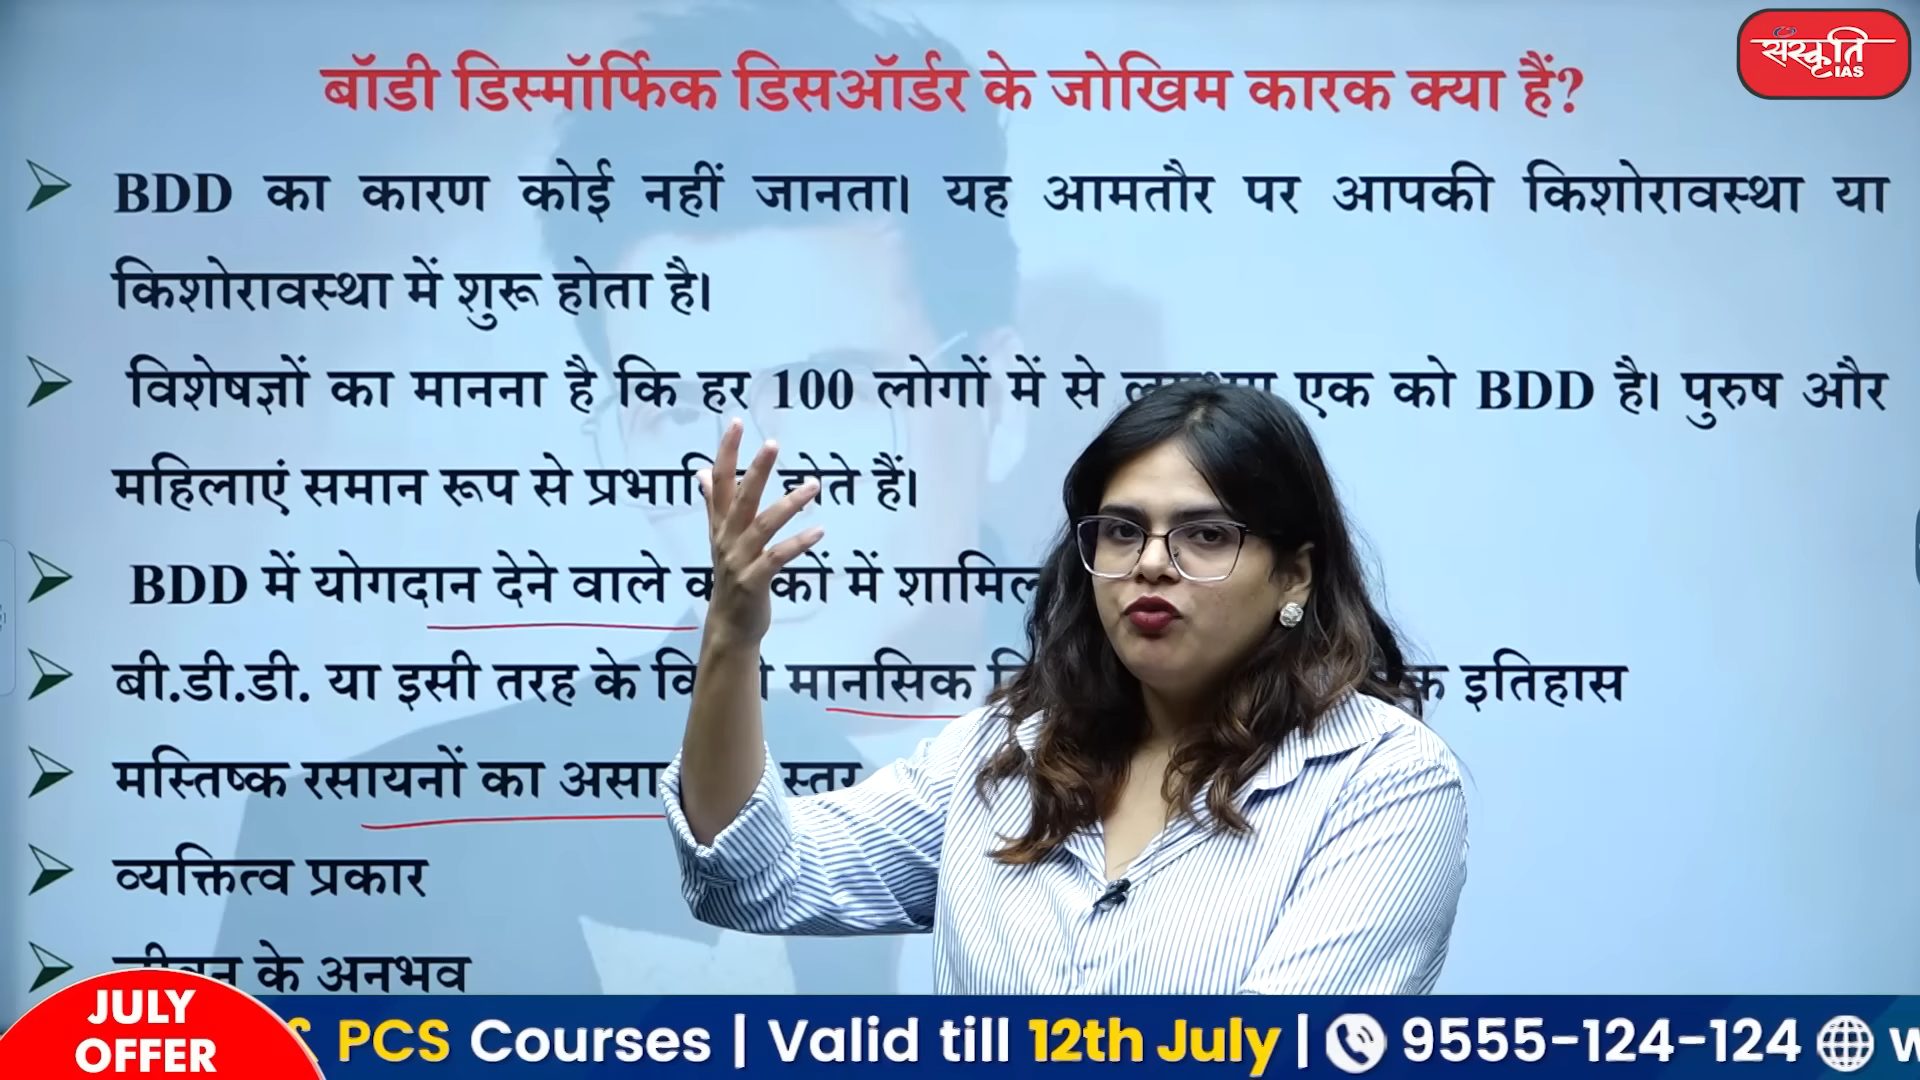 संस्कृति
IAS
बॉडी डिस्मॉर्फिक डिसऑर्डर के जोखिम कारक क्या हैं?
BDD का कारण कोई नहीं जानता। यह आमतौर पर आपकी किशोरावस्था या
किशोरावस्था में शुरू होता है।
विशेषज्ञों का मानना है कि हर 100 लोगों में से एक को BDD है। पुरुष और
महिलाएं समान रूप से होते हैं।
BDD में योगदान देने वाले में शामिल
बी.डी.डी. या इसी तरह के मानसिक इतिहास
मस्तिष्क रसायनों का स्तर
व्यक्तित्व प्रकार
जीवन के अनुभव
JULY
OFFER
PCS Courses | Valid till 12th July | 9555-124-124